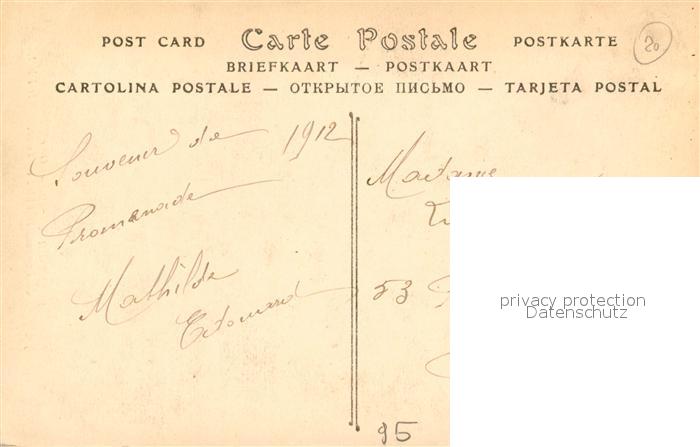 POST CARD Carte Postale POSTKARTE 20
BRIEFKAART — POSTKAART
CARTOLINA POSTALE — ОТКРЫТОЕ ПИСЬМО — TARJETA POSTAL
Souvenir de 1912
Promenade
Mathilde
Edouard
Madame
53
95
privacy protection
Datenschutz